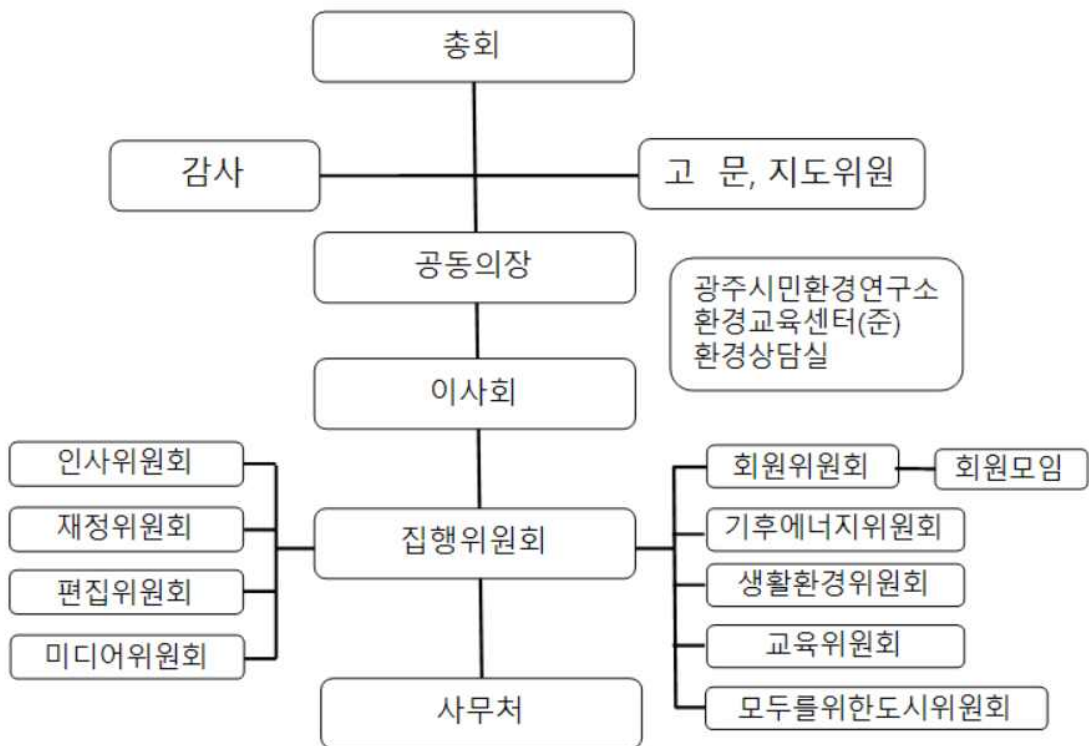 총회
감사
고 문, 지도위원
공동의장
광주시민환경연구소
환경교육센터(준)
환경상담실
이사회
인사위원회
재정위원회
편집위원회
미디어위원회
집행위원회
회원위원회
회원모임
기후에너지위원회
생활환경위원회
교육위원회
모두를위한도시위원회
사무처